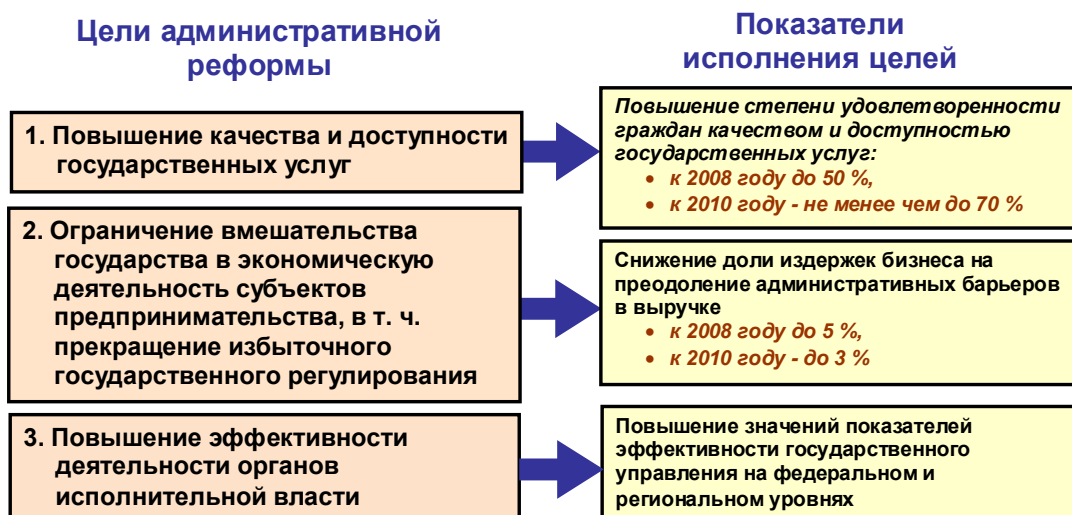 Цели административной
реформы
Показатели
исполнения целей
1. Повышение качества и доступности
государственных услуг
Повышение степени удовлетворенности
граждан качеством и доступностью
государственных услуг:
• к 2008 году до 50 %,
• к 2010 году - не менее чем до 70 %
2. Ограничение вмешательства
государства в экономическую
деятельность субъектов
предпринимательства, в т. ч.
прекращение избыточного
государственного регулирования
Снижение доли издержек бизнеса на
преодоление административных барьеров
в выручке
• к 2008 году до 5 %,
• к 2010 году - до 3 %
3. Повышение эффективности
деятельности органов
исполнительной власти
Повышение значений показателей
эффективности государственного
управления на федеральном и
региональном уровнях